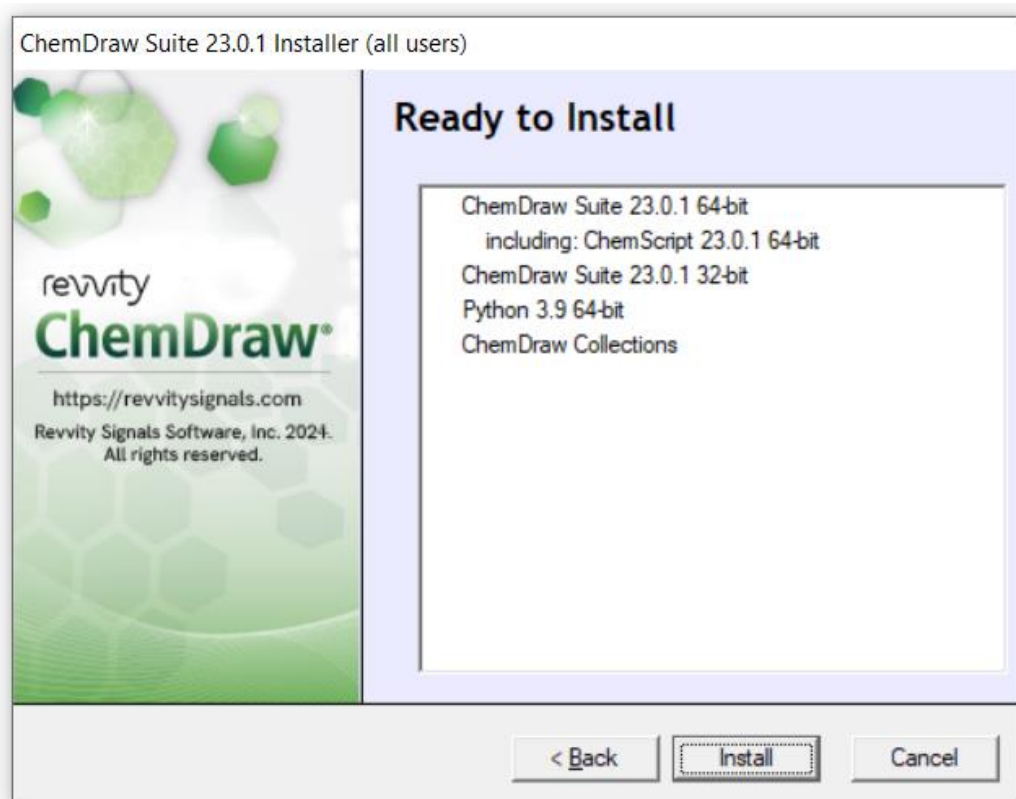 ChemDraw Suite 23.0.1 Installer (all users)
revvity
ChemDraw®
https://revvitysignals.com
Revvity Signals Software, Inc. 2024.
All rights reserved.
Ready to Install
ChemDraw Suite 23.0.1 64-bit
including: ChemScript 23.0.1 64-bit
ChemDraw Suite 23.0.1 32-bit
Python 3.9 64-bit
ChemDraw Collections
< Back
Install
Cancel